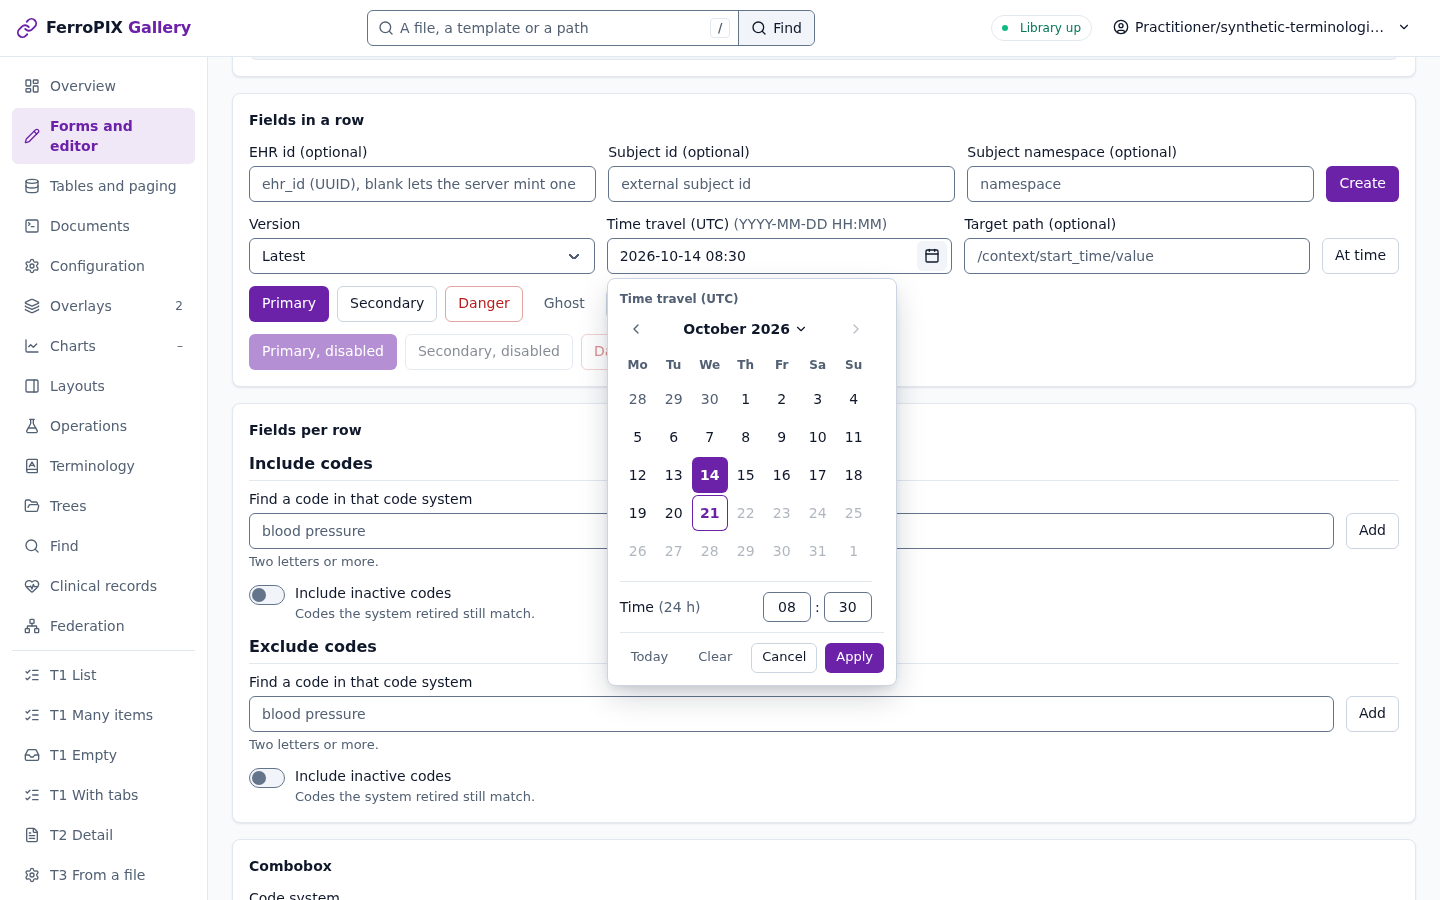 FerroPIX Gallery
A file, a template or a path
/
Find
Library up
Practitioner/synthetic-terminologi...
Overview
Forms and
editor
Tables and paging
Documents
Configuration
Overlays 2
Charts –
Layouts
Operations
Terminology
Trees
Find
Clinical records
Federation
T1 List
T1 Many items
T1 Empty
T1 With tabs
T2 Detail
T3 From a file
Fields in a row
EHR id (optional)
Subject id (optional)
Subject namespace (optional)
ehr_id (UUID), blank lets the server mint one
external subject id
namespace
Create
Version
Time travel (UTC) (YYYY-MM-DD HH:MM)
Target path (optional)
Latest
2026-10-14 08:30
/context/start_time/value
At time
Primary
Secondary
Danger
Ghost
Primary, disabled
Secondary, disabled
Time travel (UTC)
October 2026
Mo Tu We Th Fr Sa Su
28 29 30 1 2 3 4
5 6 7 8 9 10 11
12 13 14 15 16 17 18
19 20 21 22 23 24 25
26 27 28 29 30 31 1
Time (24 h) 08 : 30
Today Clear Cancel Apply
Fields per row
Include codes
Find a code in that code system
blood pressure
Add
Two letters or more.
Include inactive codes
Codes the system retired still match.
Exclude codes
Find a code in that code system
blood pressure
Add
Two letters or more.
Include inactive codes
Codes the system retired still match.
Combobox
Code system